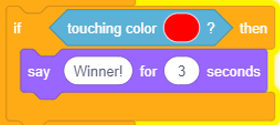 if touching color ? then
say Winner! for 3 seconds